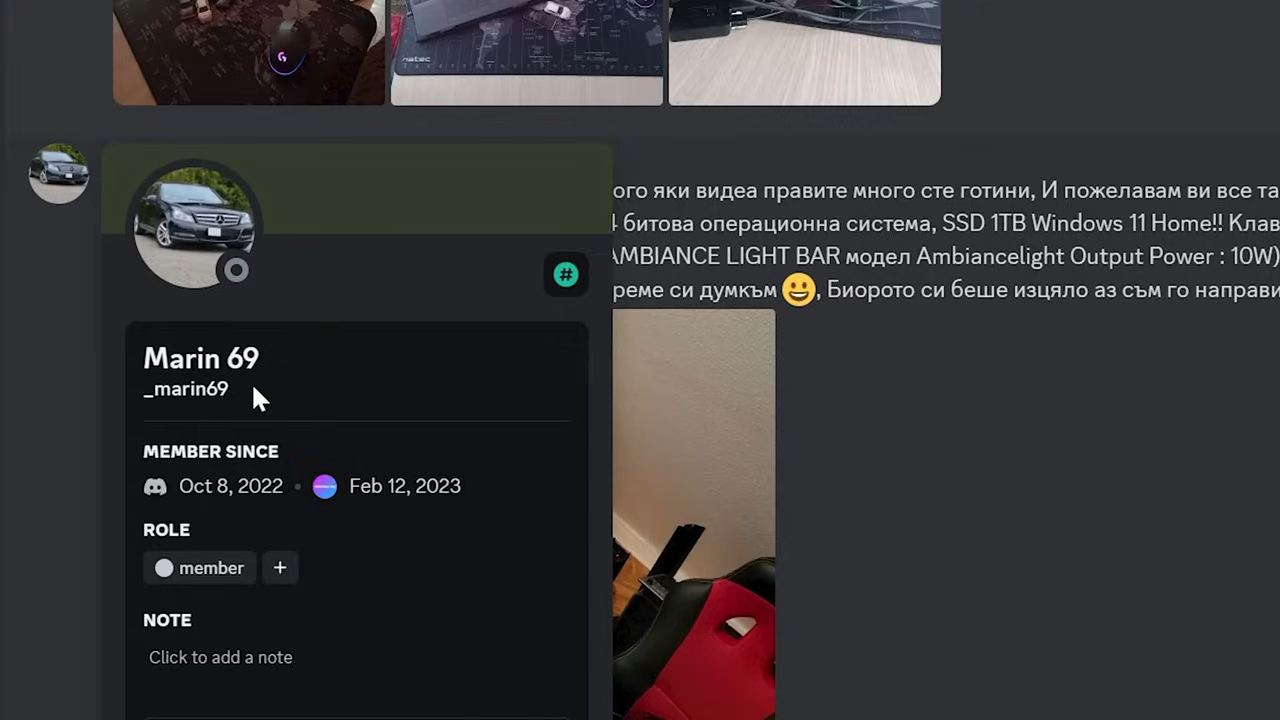 natec
ого яки видеа правите много сте готини, И пожелавам ви все та
4 битова операционна система, SSD 1TB Windows 11 Home!! Клав
AMBIANCE LIGHT BAR модел Ambiancelight Output Power : 10W)
реме си думкъм 😀, Биорото си беше изцяло аз съм го направи
Marin 69
_marin69
MEMBER SINCE
Oct 8, 2022 • Feb 12, 2023
ROLE
member +
NOTE
Click to add a note